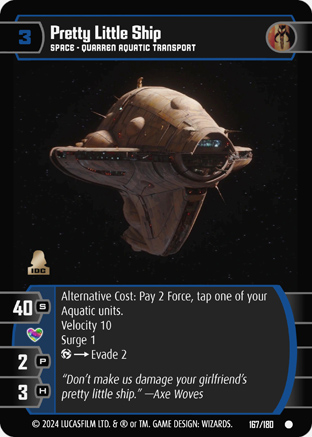 3 Pretty Little Ship
SPACE - QUARREN AQUATIC TRANSPORT
IDC
40 S
2 P
3 H
Alternative Cost: Pay 2 Force, tap one of your
Aquatic units.
Velocity 10
Surge 1
→ Evade 2
“Don’t make us damage your girlfriend’s
pretty little ship.” —Axe Woves
© 2024 LUCASFILM LTD. & ® or TM. GAME DESIGN: WIZARDS. 167/180